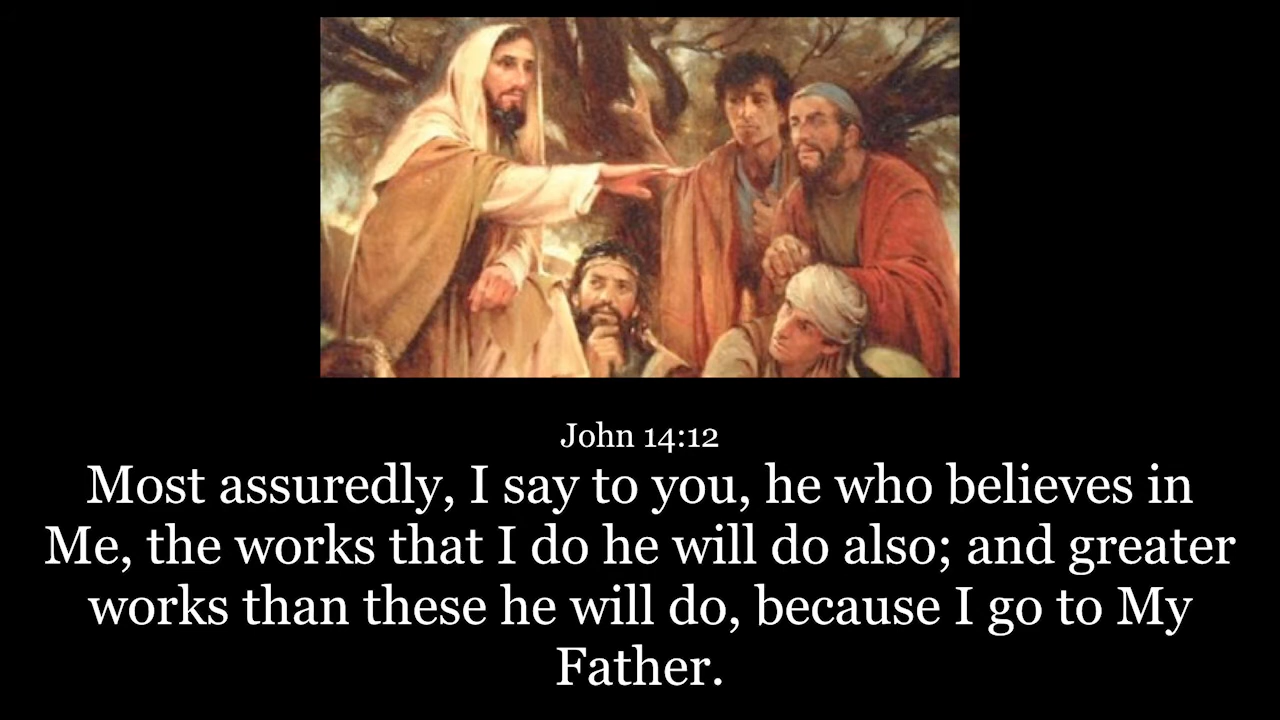 John 14:12
Most assuredly, I say to you, he who believes in
Me, the works that I do he will do also; and greater
works than these he will do, because I go to My
Father.